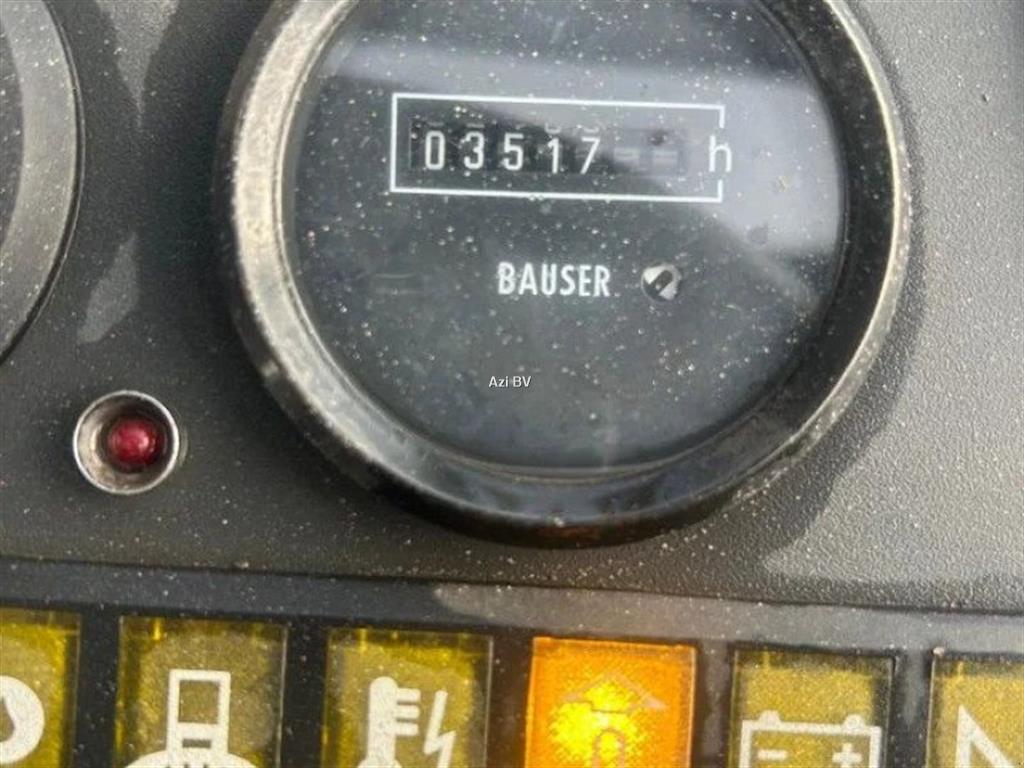 03517 h
BAUSER
Azi BV